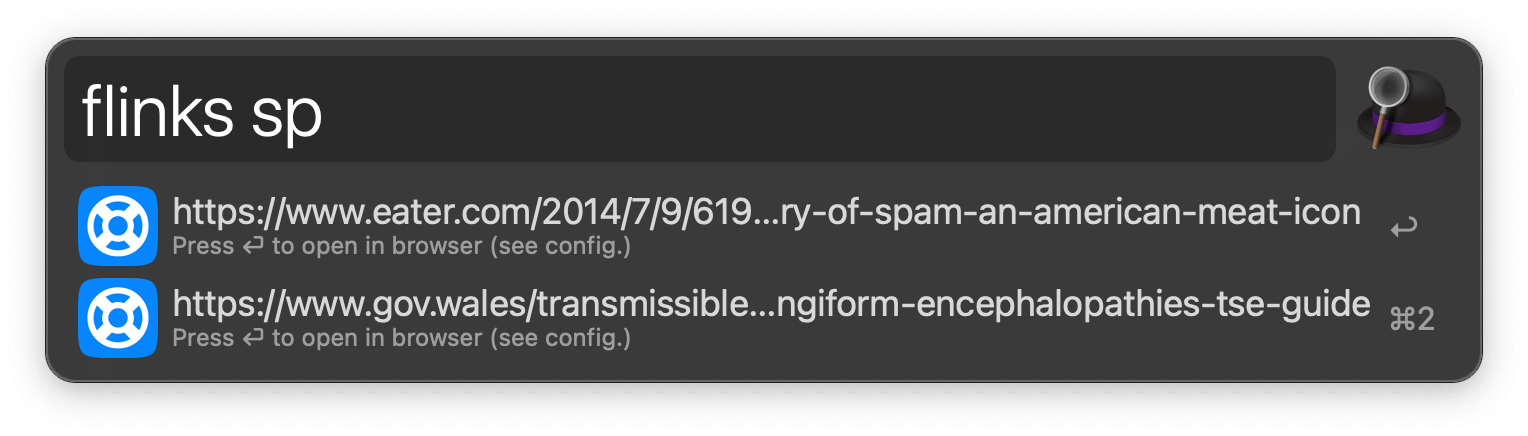 flinks sp
https://www.eater.com/2014/7/9/619...ry-of-spam-an-american-meat-icon
Press ⏎ to open in browser (see config.)
↩
https://www.gov.wales/transmissible...ngiform-encephalopathies-tse-guide
Press ⏎ to open in browser (see config.)
⌘2